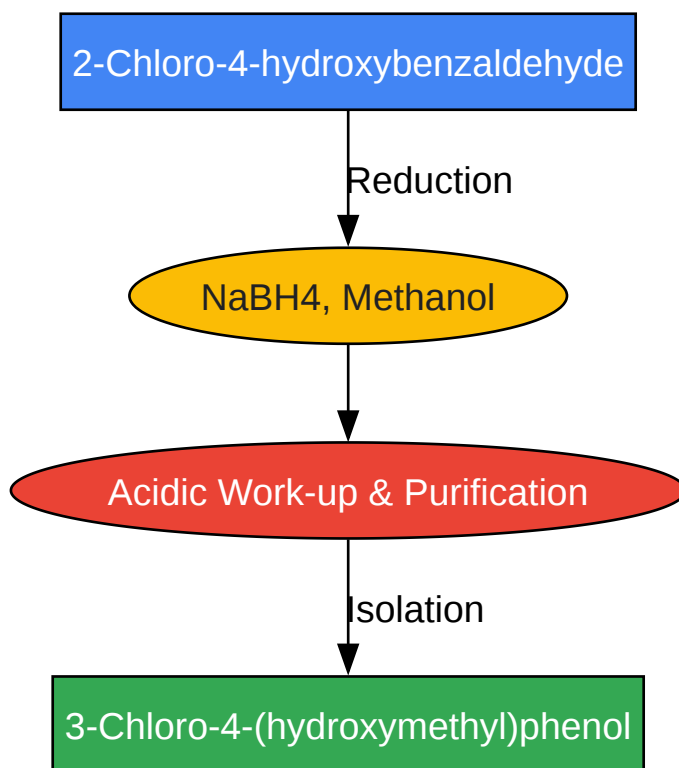 2-Chloro-4-hydroxybenzaldehyde
Reduction
NaBH4, Methanol
Acidic Work-up & Purification
Isolation
3-Chloro-4-(hydroxymethyl)phenol